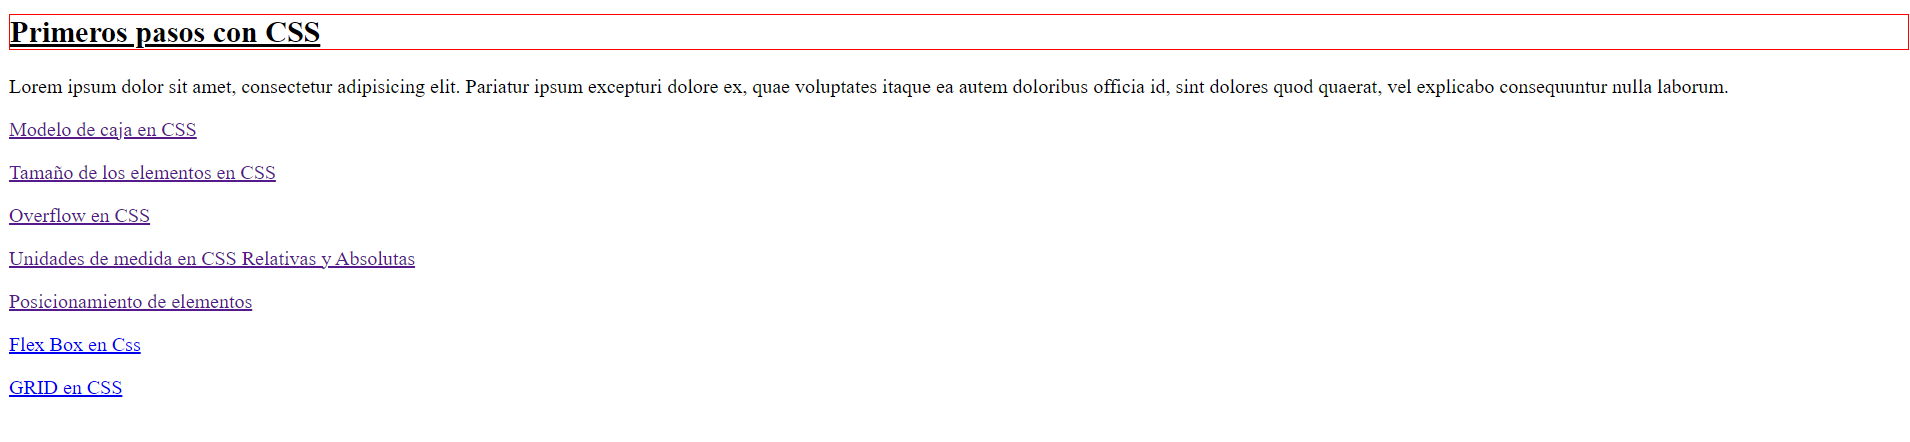 Primeros pasos con CSS
Lorem ipsum dolor sit amet, consectetur adipisicing elit. Pariatur ipsum excepturi dolore ex, quae voluptates itaque ea autem doloribus officia id, sint dolores quod quaerat, vel explicabo consequuntur nulla laborum.
Modelo de caja en CSS
Tamaño de los elementos en CSS
Overflow en CSS
Unidades de medida en CSS Relativas y Absolutas
Posicionamiento de elementos
Flex Box en Css
GRID en CSS